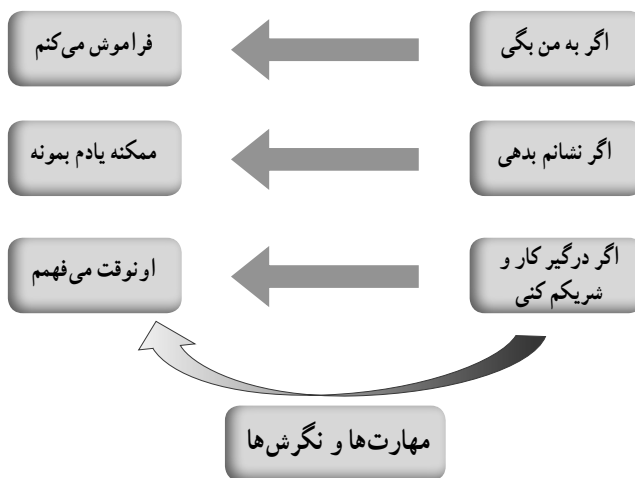 اگر به من بگی
فراموش می‌کنم
اگر نشانم بدهی
ممکنه یادم بمونه
اگر درگیر کار و
شریکم کنی
اونوقت می‌فهمم
مهارت‌ها و نگرش‌ها